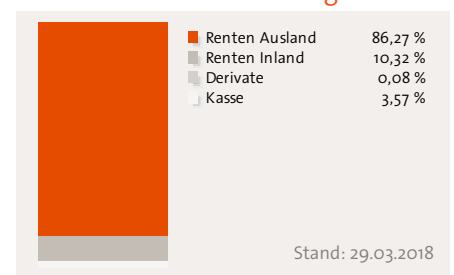 Renten Ausland 86,27 %
Renten Inland 10,32 %
Derivate 0,08 %
Kasse 3,57 %
Stand: 29.03.2018